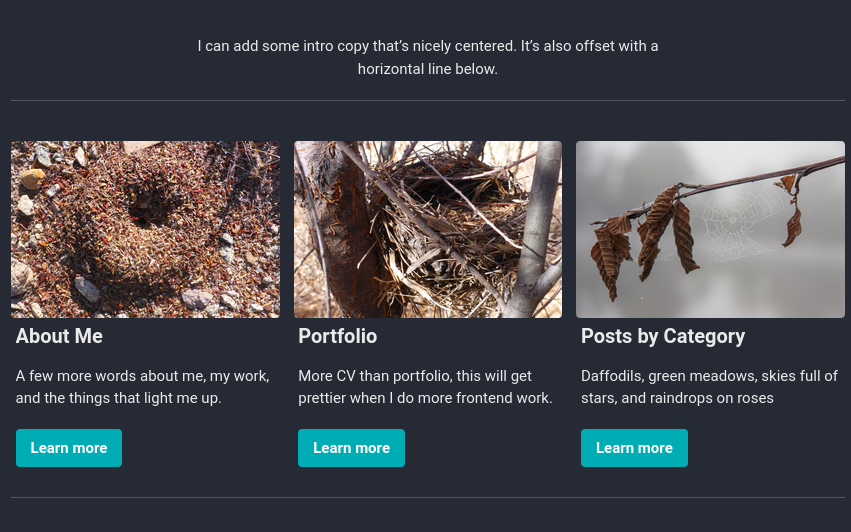 I can add some intro copy that’s nicely centered. It’s also offset with a
horizontal line below.
About Me
A few more words about me, my work,
and the things that light me up.
Learn more
Portfolio
More CV than portfolio, this will get
prettier when I do more frontend work.
Learn more
Posts by Category
Daffodils, green meadows, skies full of
stars, and raindrops on roses
Learn more